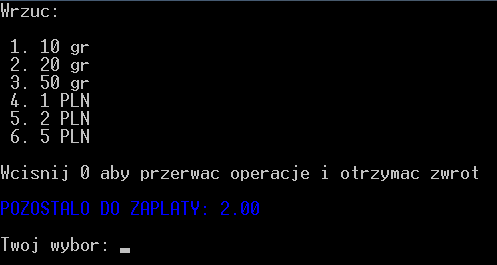 Wrzuc:
1. 10 gr
2. 20 gr
3. 50 gr
4. 1 PLN
5. 2 PLN
6. 5 PLN
Wcisnij 0 aby przerwac operacje i otrzymac zwrot
POZOSTALO DO ZAPLATY: 2.00
Twoj wybor: _